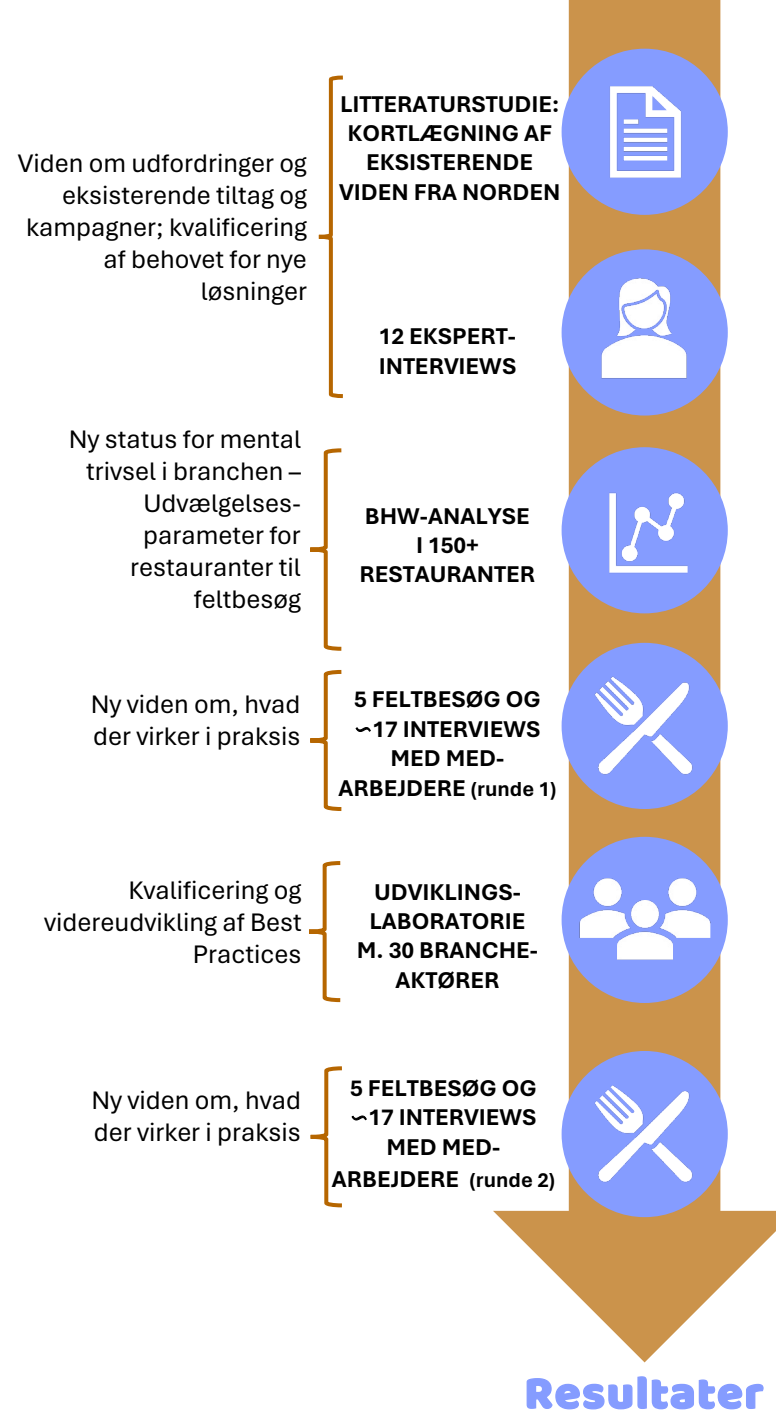 LITTERATURSTUDIE:
KORTLÆGNING AF
EKSISTERENDE
VIDEN FRA NORDEN
Viden om udfordringer og
eksisterende tiltag og
kampagner; kvalificering
af behovet for nye
løsninger
12 EKSPERT-
INTERVIEWS
Ny status for mental
trivsel i branchen –
Udvælgelses-
parameter for
restauranter til
feltbesøg
BHW-ANALYSE
I 150+
RESTAURANTER
Ny viden om, hvad
der virker i praksis
5 FELTBESØG OG
∽17 INTERVIEWS
MED MED-
ARBEJDERE (runde 1)
Kvalificering og
videreudvikling af Best
Practices
UDVIKLINGS-
LABORATORIE
M. 30 BRANCHE-
AKTØRER
Ny viden om, hvad
der virker i praksis
5 FELTBESØG OG
∽17 INTERVIEWS
MED MED-
ARBEJDERE (runde 2)
Resultater